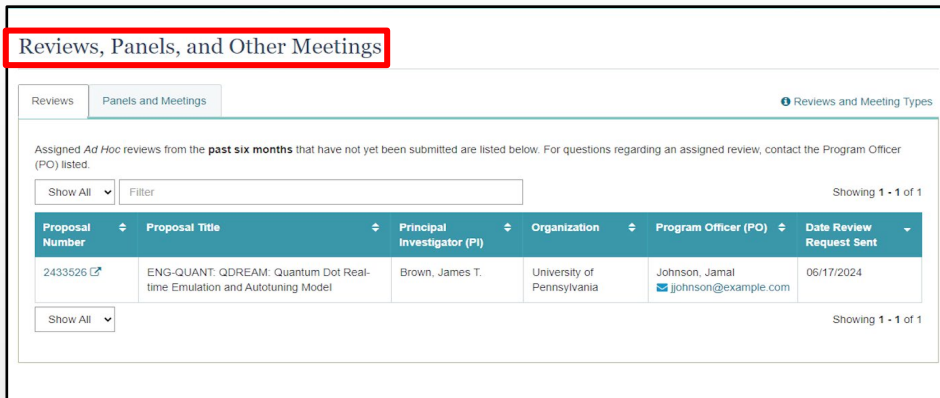 Reviews, Panels, and Other Meetings
Reviews
Panels and Meetings
Reviews and Meeting Types
Assigned Ad Hoc reviews from the past six months that have not yet been submitted are listed below. For questions regarding an assigned review, contact the Program Officer
(PO) listed.
Show All
Filter
Showing 1 - 1 of 1
Proposal Number
Proposal Title
Principal Investigator (PI)
Organization
Program Officer (PO)
Date Review Request Sent
2433526
ENG-QUANT: QDREAM: Quantum Dot Real-
time Emulation and Autotuning Model
Brown, James T.
University of
Pennsylvania
Johnson, Jamal
jjohnson@example.com
06/17/2024
Show All
Showing 1 - 1 of 1